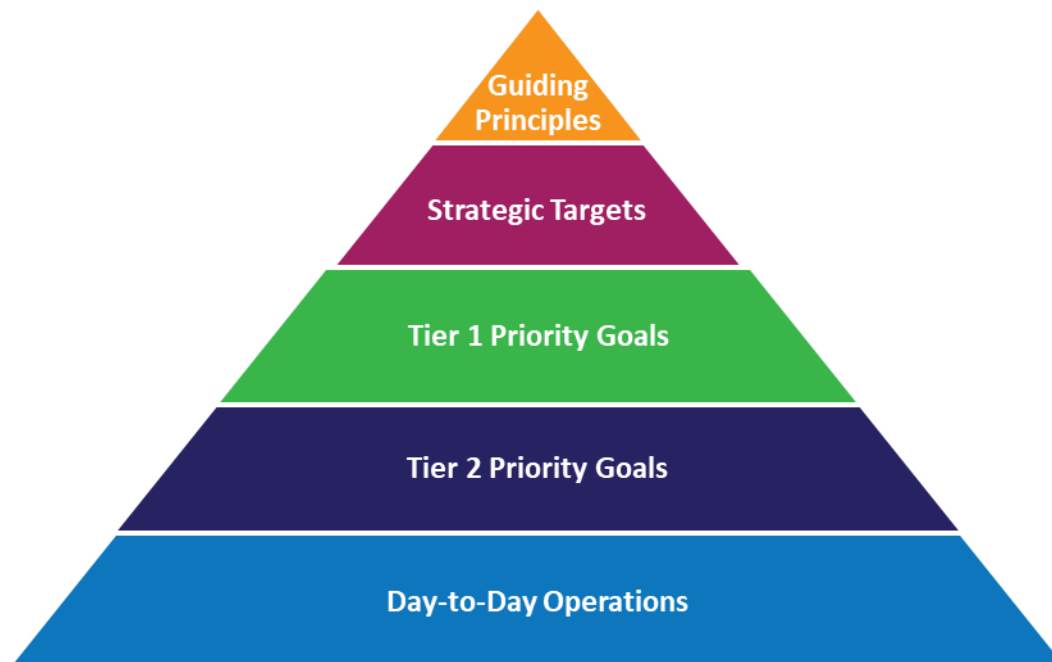 Guiding
Principles
Strategic Targets
Tier 1 Priority Goals
Tier 2 Priority Goals
Day-to-Day Operations